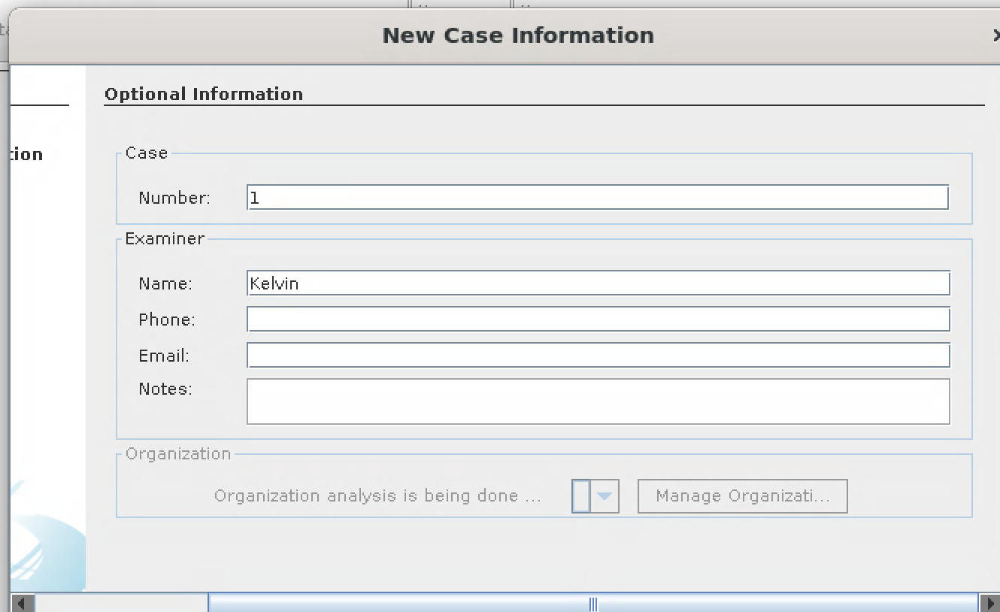 New Case Information
Optional Information
tion
Case
Number: 1
Examiner
Name: Kelvin
Phone:
Email:
Notes:
Organization
Organization analysis is being done ...
Manage Organizati...